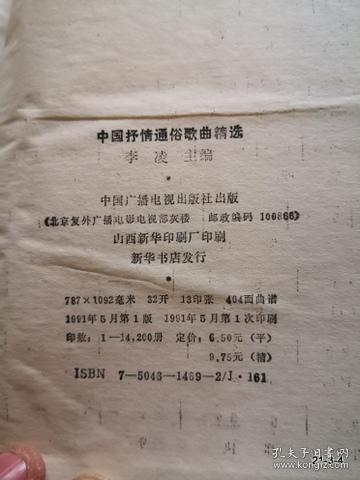 中国抒情通俗歌曲精选
李凌 主编
中国广播电视出版社出版
(北京复外广播电影电视部灰楼 邮政编码 100866)
山西新华印刷厂印刷
新华书店发行
787×1092毫米 32开 13印张 404面曲谱
1991年5月第1版 1991年5月第1次印刷
印数:1—14,200册 定价:6.50元(平)
9.75元(精)
ISBN 7-5043-1469-2/J·161
21-3-4
孔夫子旧书网